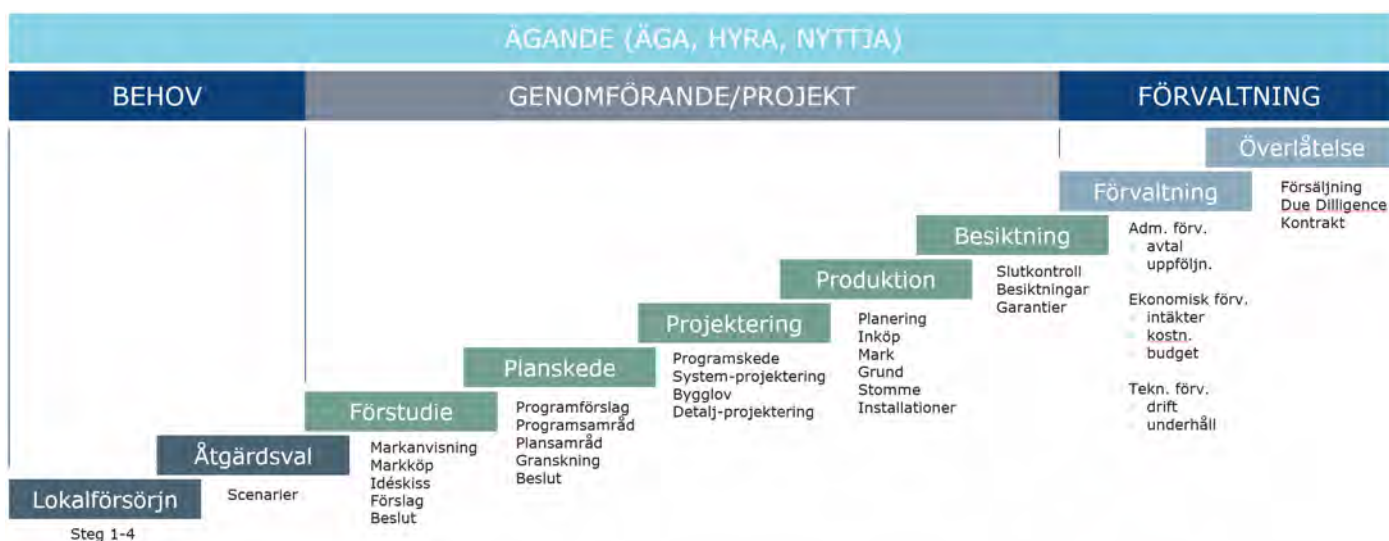 ÄGANDE (ÄGA, HYRA, NYTTJA)
BEHOV
GENOMFÖRANDE/PROJEKT
FÖRVALTNING
Överlåtelse
Försäljning
Due Dilligence
Kontrakt
Förvaltning
Adm. förv.
avtal
uppföljn.
Ekonomisk förv.
intäkter
kostn.
budget
Tekn. förv.
drift
underhåll
Besiktning
Slutkontroll
Besiktningar
Garantier
Produktion
Planering
Inköp
Mark
Grund
Stomme
Installationer
Projektering
Programskede
System-projektering
Bygglov
Detalj-projektering
Planskede
Programförslag
Programsamråd
Plansamråd
Granskning
Beslut
Förstudie
Markanvisning
Markköp
Idéskiss
Förslag
Beslut
Åtgärdsval
Scenarier
Lokalförsörjn
Steg 1-4